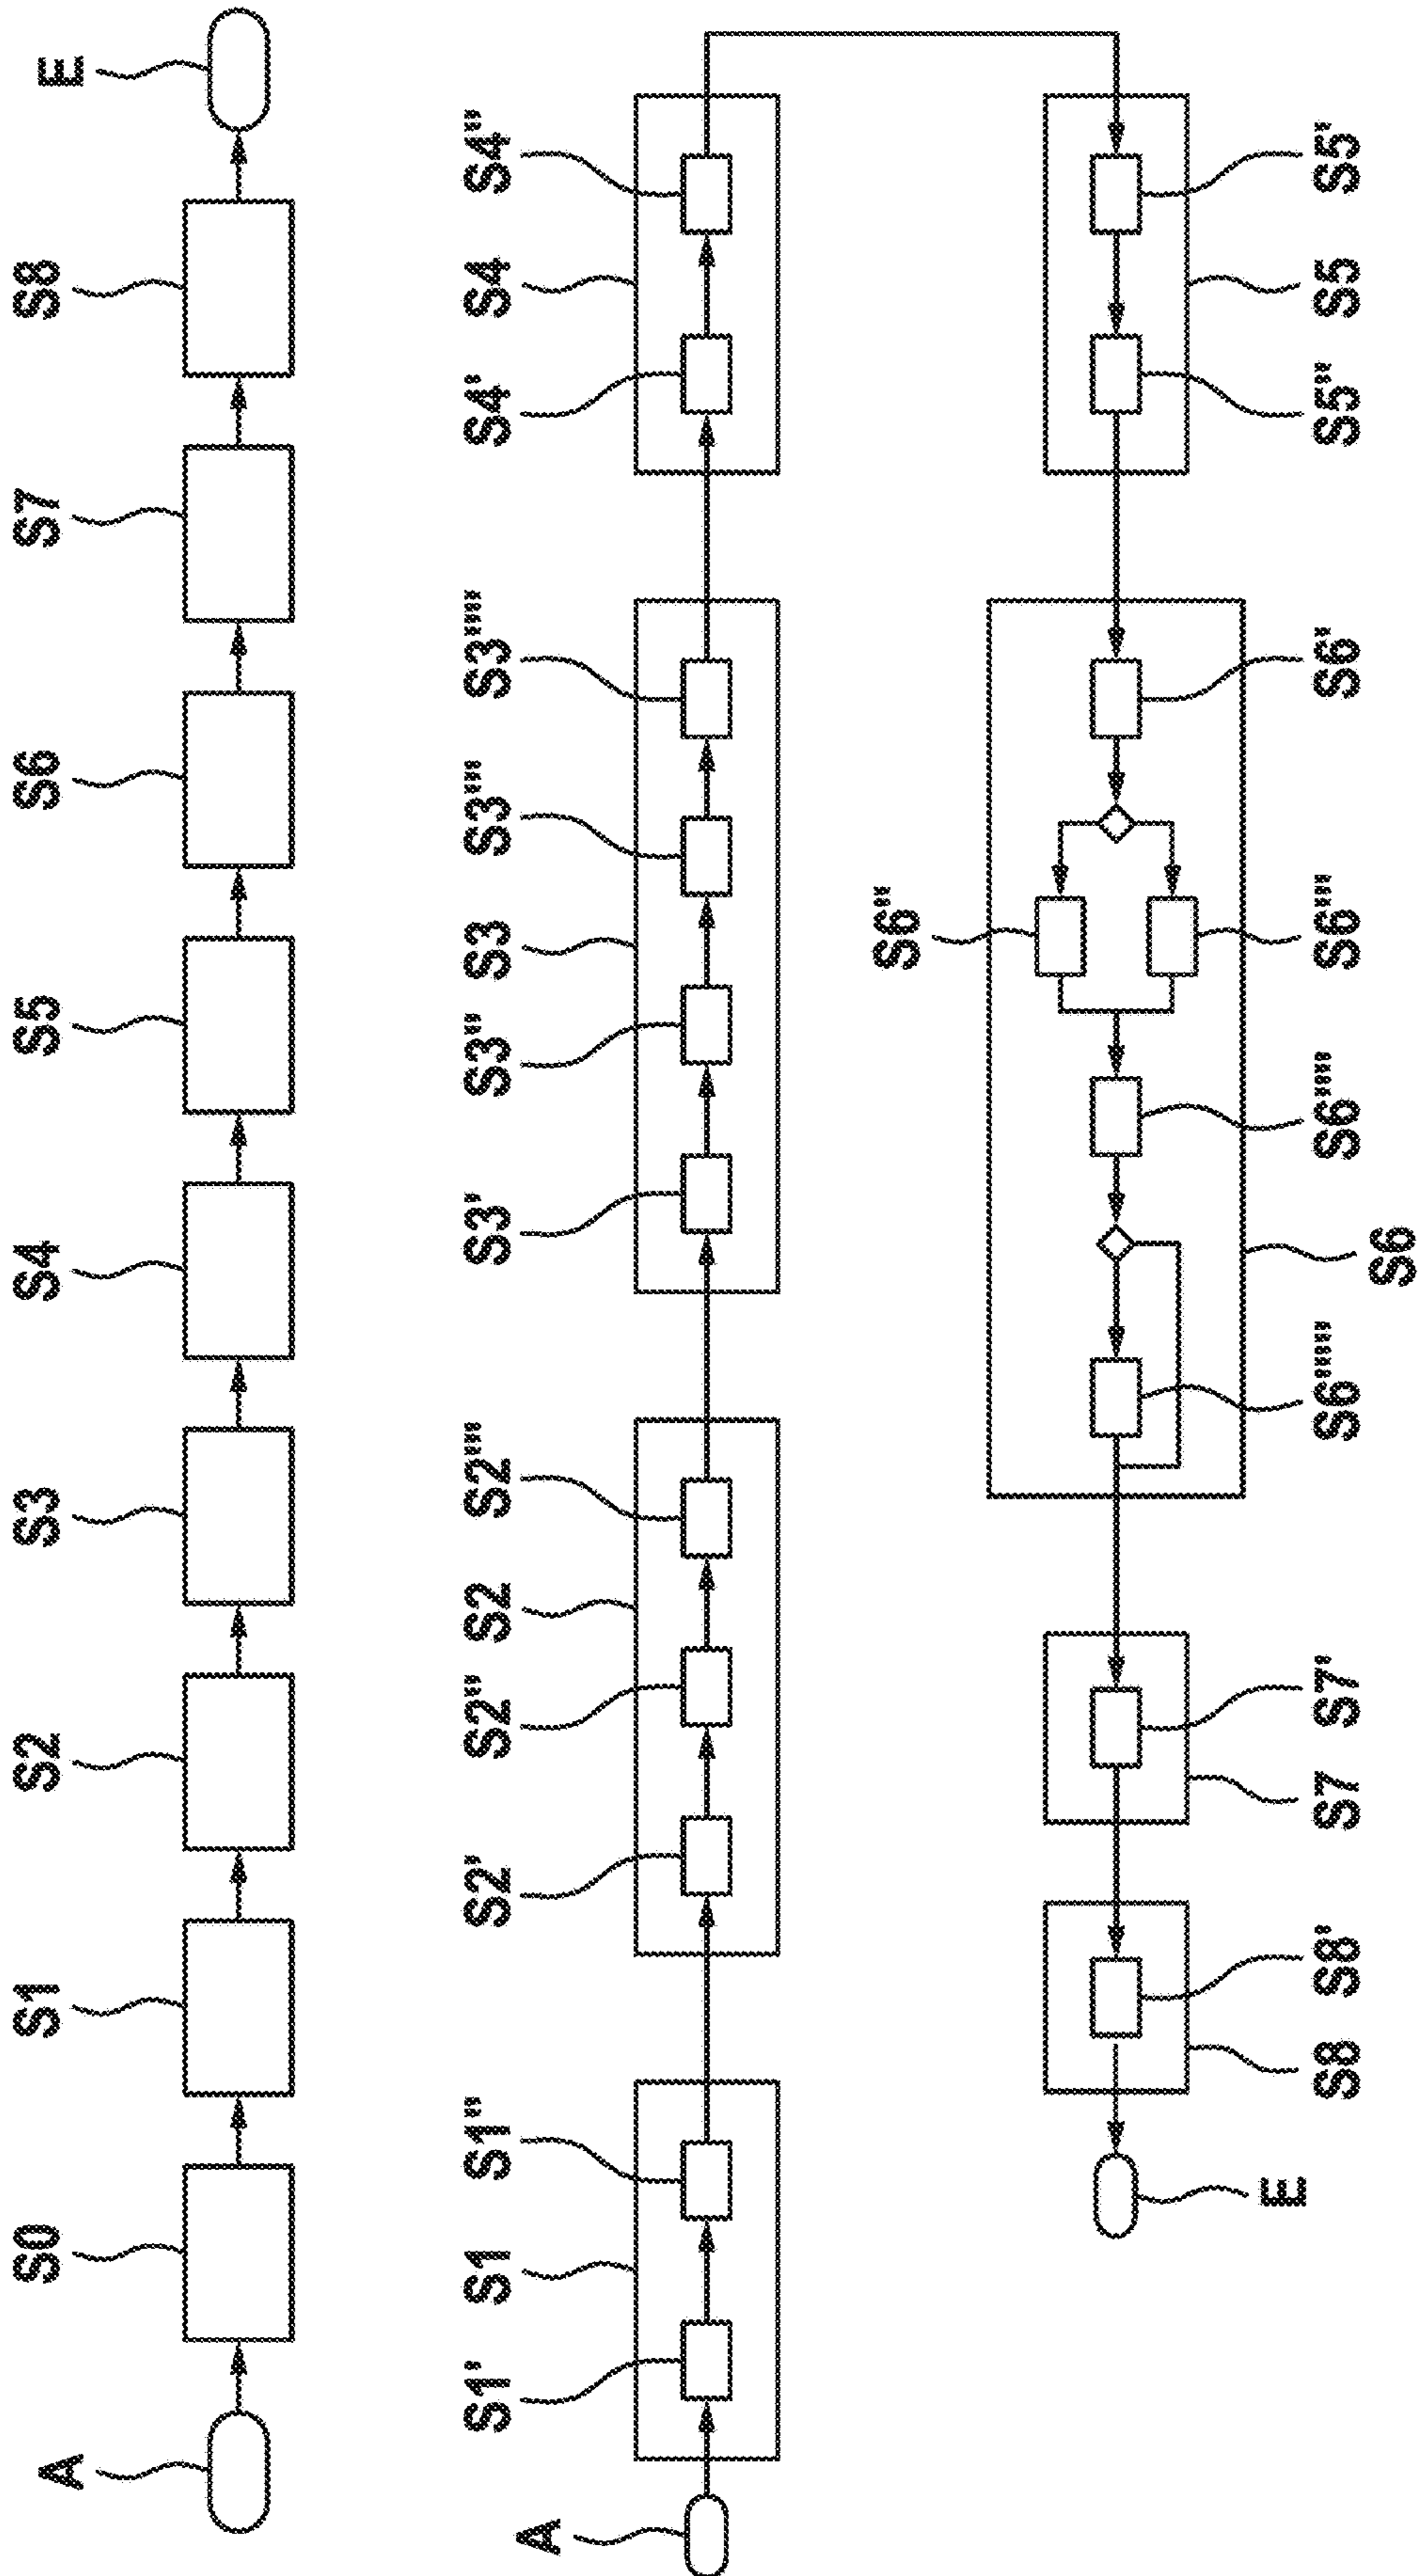 A S0 S1 S2 S3 S4 S5 S6 S7 S8 E
A S1' S1 S1" S2' S2" S2 S2''' S3' S3" S3 S3''' S3'''' S4' S4 S4"
S6"
E S8 S8' S7 S7' S6''''' S6'''' S6''' S6' S5" S5 S5'
S6